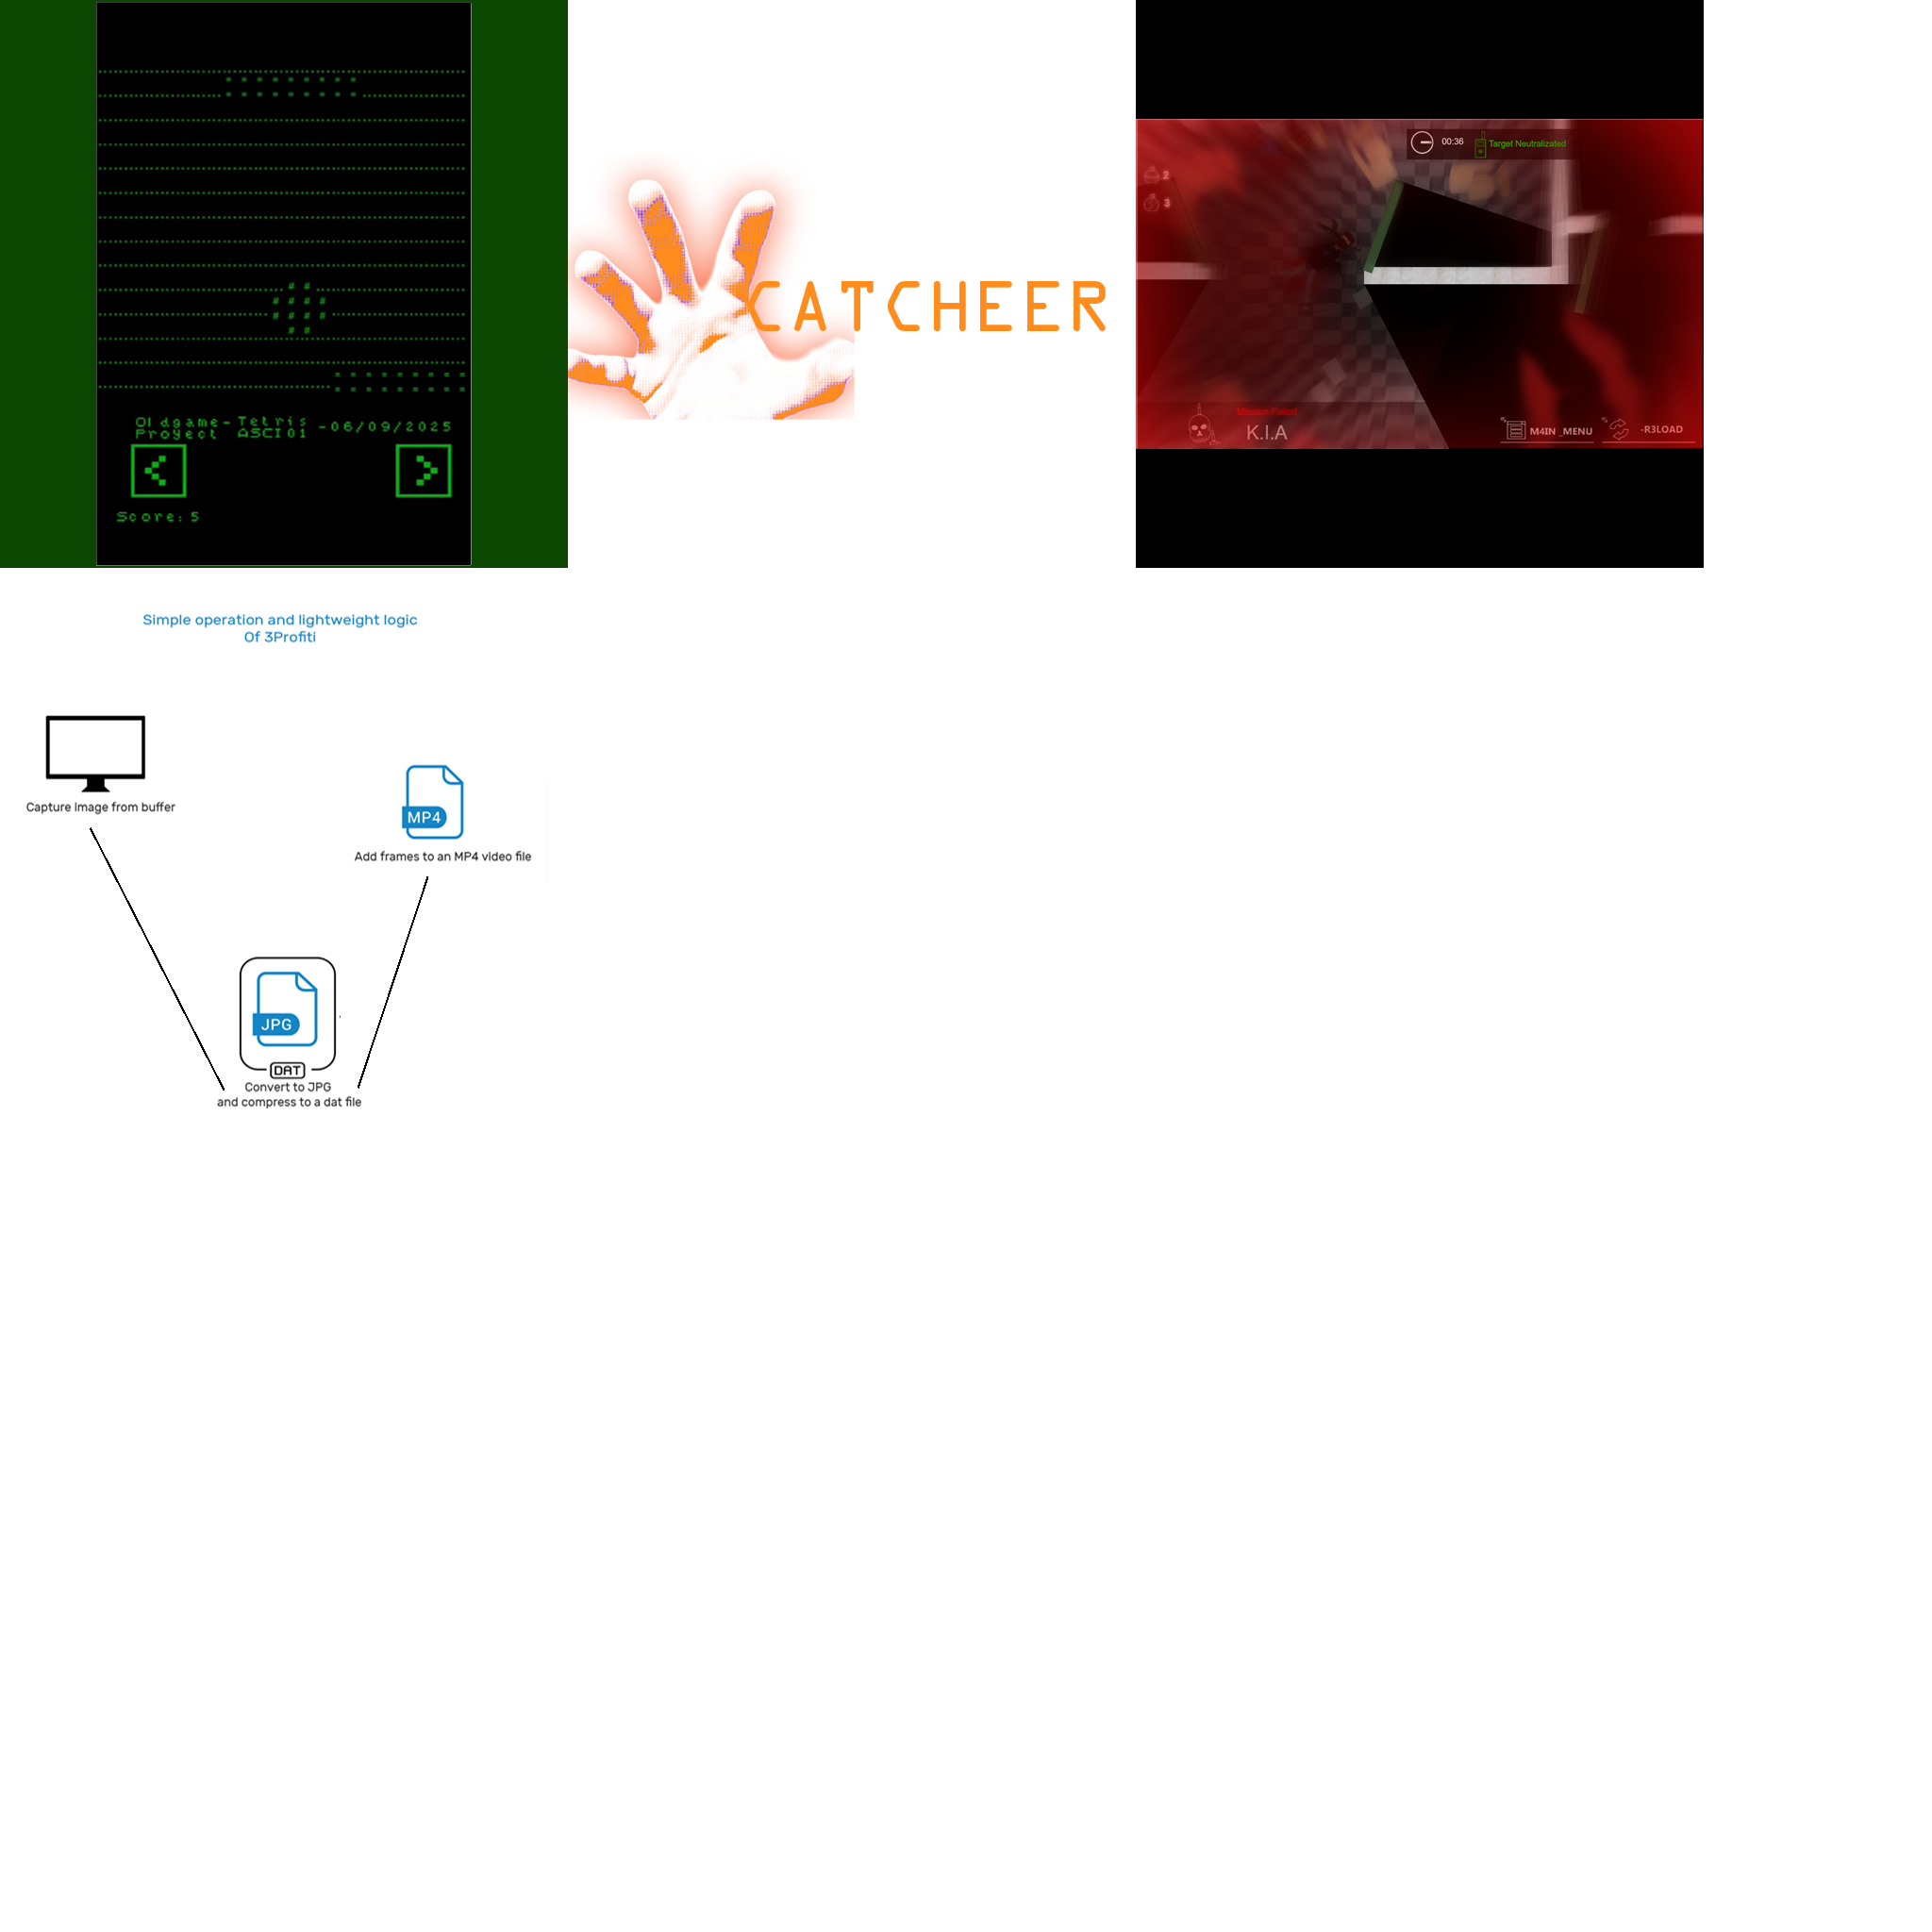 Oldgame-Tetris
Proyect ASCI01
-06/09/2025
<
>
Score: 5
CATCHEER
00:36
Target Neutralizated
2
3
Mission Failed
K.I.A
M4IN_MENU
-R3LOAD
Simple operation and lightweight logic
Of 3Profiti
Capture image from buffer
MP4
Add frames to an MP4 video file
JPG
DAT
Convert to JPG
and compress to a dat file